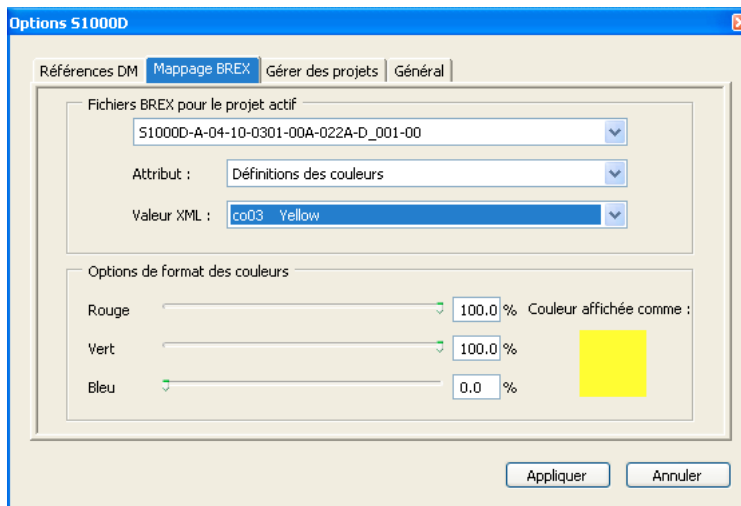 Options S1000D
Références DM Mappage BREX Gérer des projets Général
Fichiers BREX pour le projet actif
S1000D-A-04-10-0301-00A-022A-D_001-00
Attribut : Définitions des couleurs
Valeur XML : co03 Yellow
Options de format des couleurs
Rouge 100.0 % Couleur affichée comme :
Vert 100.0 %
Bleu 0.0 %
Appliquer Annuler